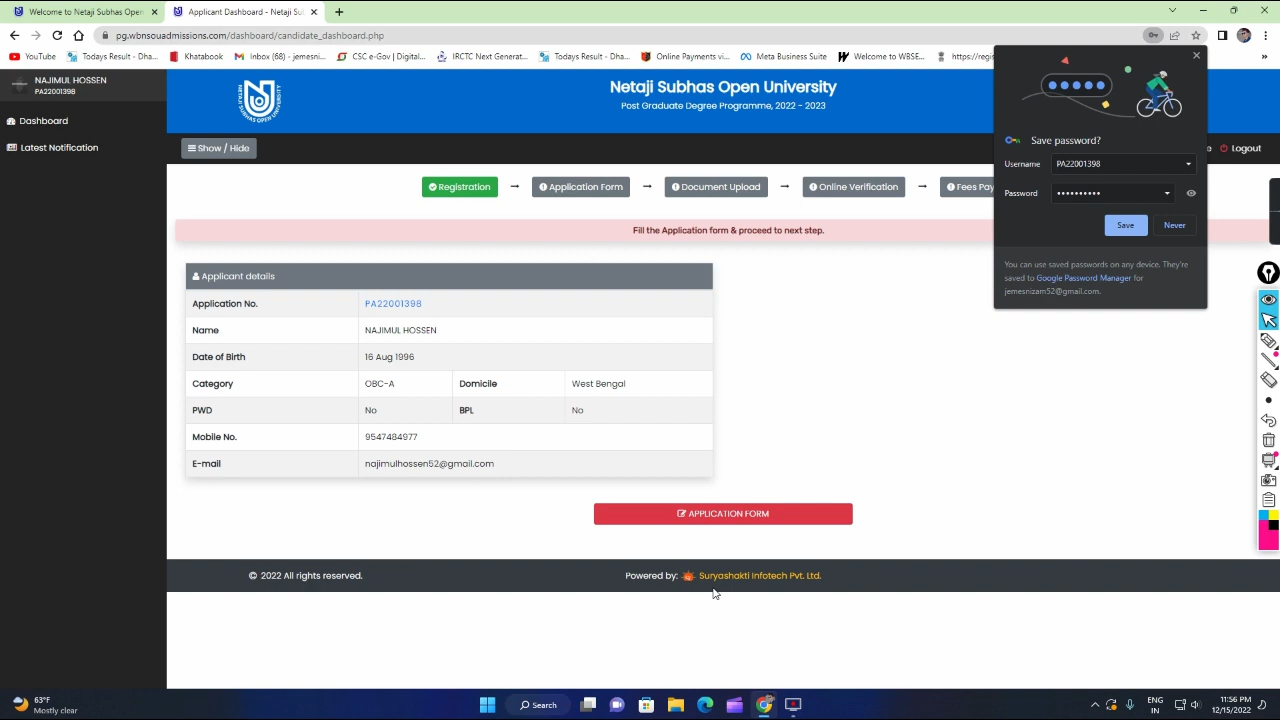 Welcome to Netaji Subhas Open
Applicant Dashboard - Netaji Sub
pg.wbnsouadmissions.com/dashboard/candidate_dashboard.php
YouTube Todays Result - Dha... Khatabook Inbox (68) - jemesni... CSC e-Gov | Digital... IRCTC Next Generat... Todays Result - Dha... Online Payments vi... Meta Business Suite Welcome to WBSE... https://regi »
NAJIMUL HOSSEN
PA22001398
Dashboard
Latest Notification
Netaji Subhas Open University
Post Graduate Degree Programme, 2022 - 2023
NETAJI SUBHAS OPEN UNIVERSITY
Show / Hide
Logout
Registration → Application Form → Document Upload → Online Verification → Fees Pay
Fill the Application form & proceed to next step.
Applicant details
Application No. PA22001398
Name NAJIMUL HOSSEN
Date of Birth 16 Aug 1996
Category OBC-A Domicile West Bengal
PWD No BPL No
Mobile No. 9547484977
E-mail najimulhossen52@gmail.com
APPLICATION FORM
© 2022 All rights reserved.
Powered by: Suryashakti Infotech Pvt. Ltd.
Save password?
Username PA22001398
Password ••••••••••
Save Never
You can use saved passwords on any device. They're
saved to Google Password Manager for
jemesnizam52@gmail.com.
63°F
Mostly clear
Search
ENG
IN
11:56 PM
12/15/2022